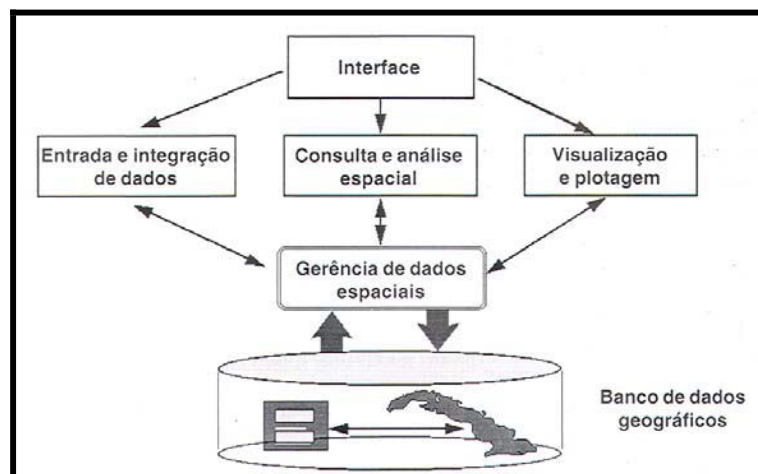 Interface
Entrada e integração
de dados
Consulta e análise
espacial
Visualização
e plotagem
Gerência de dados
espaciais
Banco de dados
geográficos